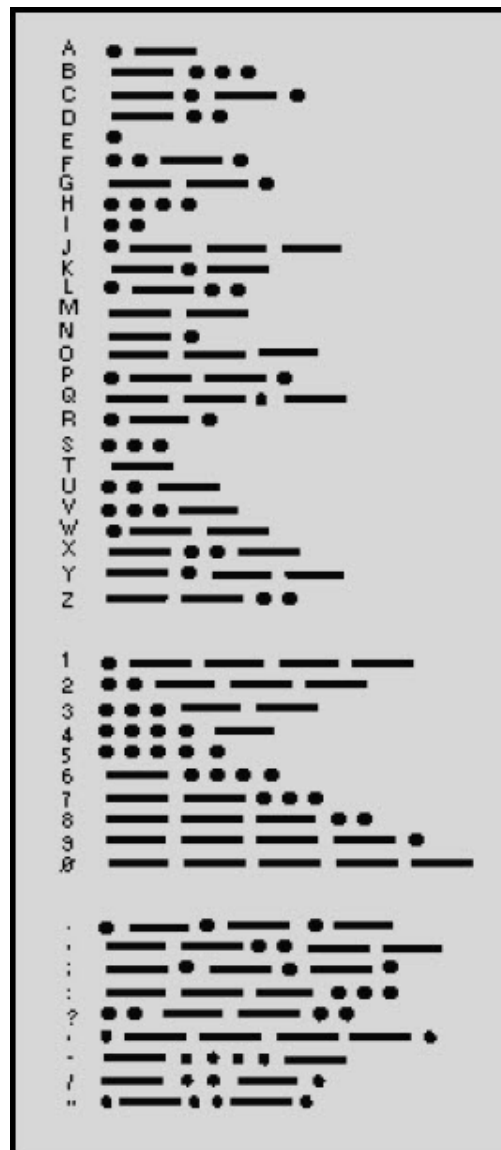 A ● —
B — ● ● ●
C — ● — ●
D — ● ●
E ●
F ● ● — ●
G — — ●
H ● ● ● ●
I ● ●
J ● — — —
K — ● —
L ● — ● ●
M — —
N — ●
O — — —
P ● — — ●
Q — — ● —
R ● — ●
S ● ● ●
T —
U ● ● —
V ● ● ● —
W ● — —
X — ● ● —
Y — ● — —
Z — — ● ●
1 ● — — — —
2 ● ● — — —
3 ● ● ● — —
4 ● ● ● ● —
5 ● ● ● ● ●
6 — ● ● ● ●
7 — — ● ● ●
8 — — — ● ●
9 — — — — ●
Ø — — — — —
. ● — ● — ● —
, — — ● ● — —
; — ● — ● — ●
: — — — ● ● ●
? ● ● — — ● ●
' ● — — — — ●
- — ● ● ● ● —
/ — ● ● — ●
" ● — ● ● — ●